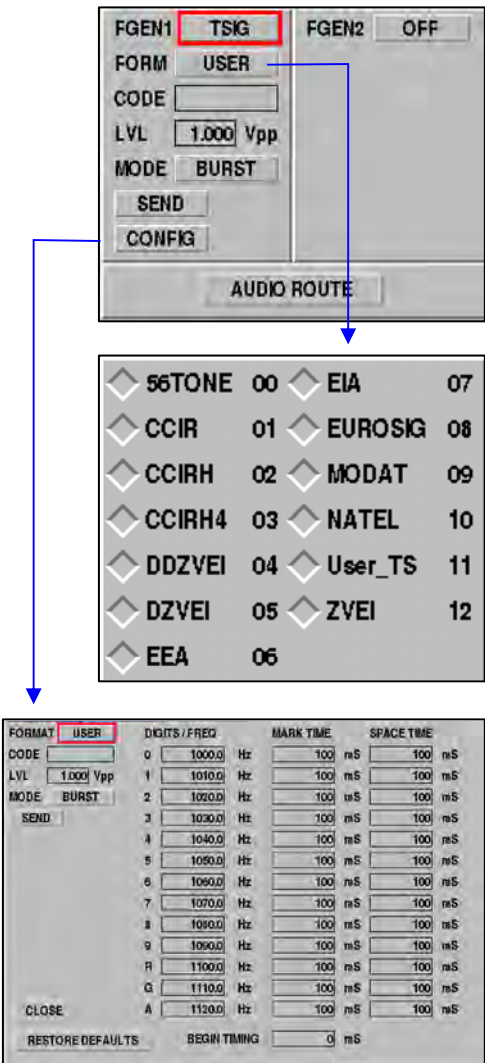 FGEN1 TSIG FGEN2 OFF
FORM USER
CODE
LVL 1.000 Vpp
MODE BURST
SEND
CONFIG
AUDIO ROUTE
56TONE 00 EIA 07
CCIR 01 EUROSIG 08
CCIRH 02 MODAT 09
CCIRH4 03 NATEL 10
DDZVEI 04 User_TS 11
DZVEI 05 ZVEI 12
EEA 06
FORMAT USER DIGITS / FREQ MARK TIME SPACE TIME
CODE 0 1000.0 Hz 100 mS 100 mS
LVL 1.000 Vpp 1 1010.0 Hz 100 mS 100 mS
MODE BURST 2 1020.0 Hz 100 mS 100 mS
SEND 3 1030.0 Hz 100 mS 100 mS
4 1040.0 Hz 100 mS 100 mS
5 1050.0 Hz 100 mS 100 mS
6 1060.0 Hz 100 mS 100 mS
7 1070.0 Hz 100 mS 100 mS
8 1080.0 Hz 100 mS 100 mS
9 1090.0 Hz 100 mS 100 mS
R 1100.0 Hz 100 mS 100 mS
G 1110.0 Hz 100 mS 100 mS
CLOSE A 1120.0 Hz 100 mS 100 mS
RESTORE DEFAULTS BEGIN TIMING 0 mS